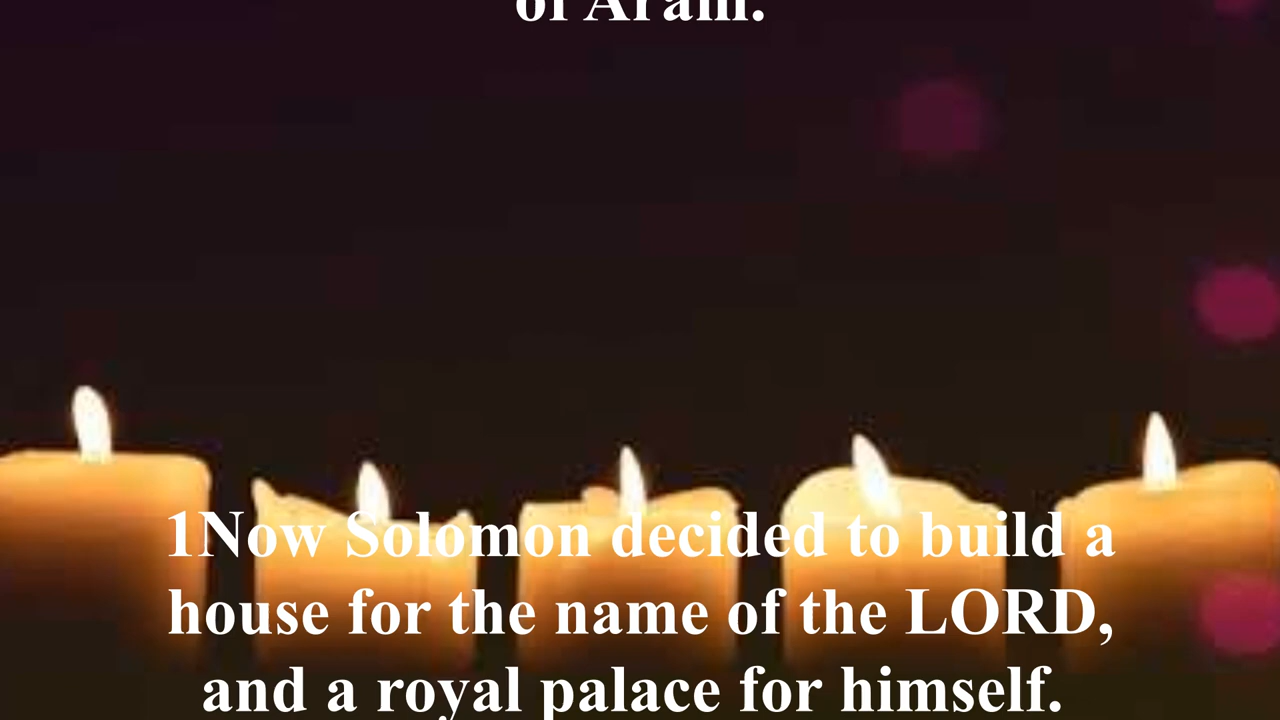 of Aram.
1Now Solomon decided to build a
house for the name of the LORD,
and a royal palace for himself.